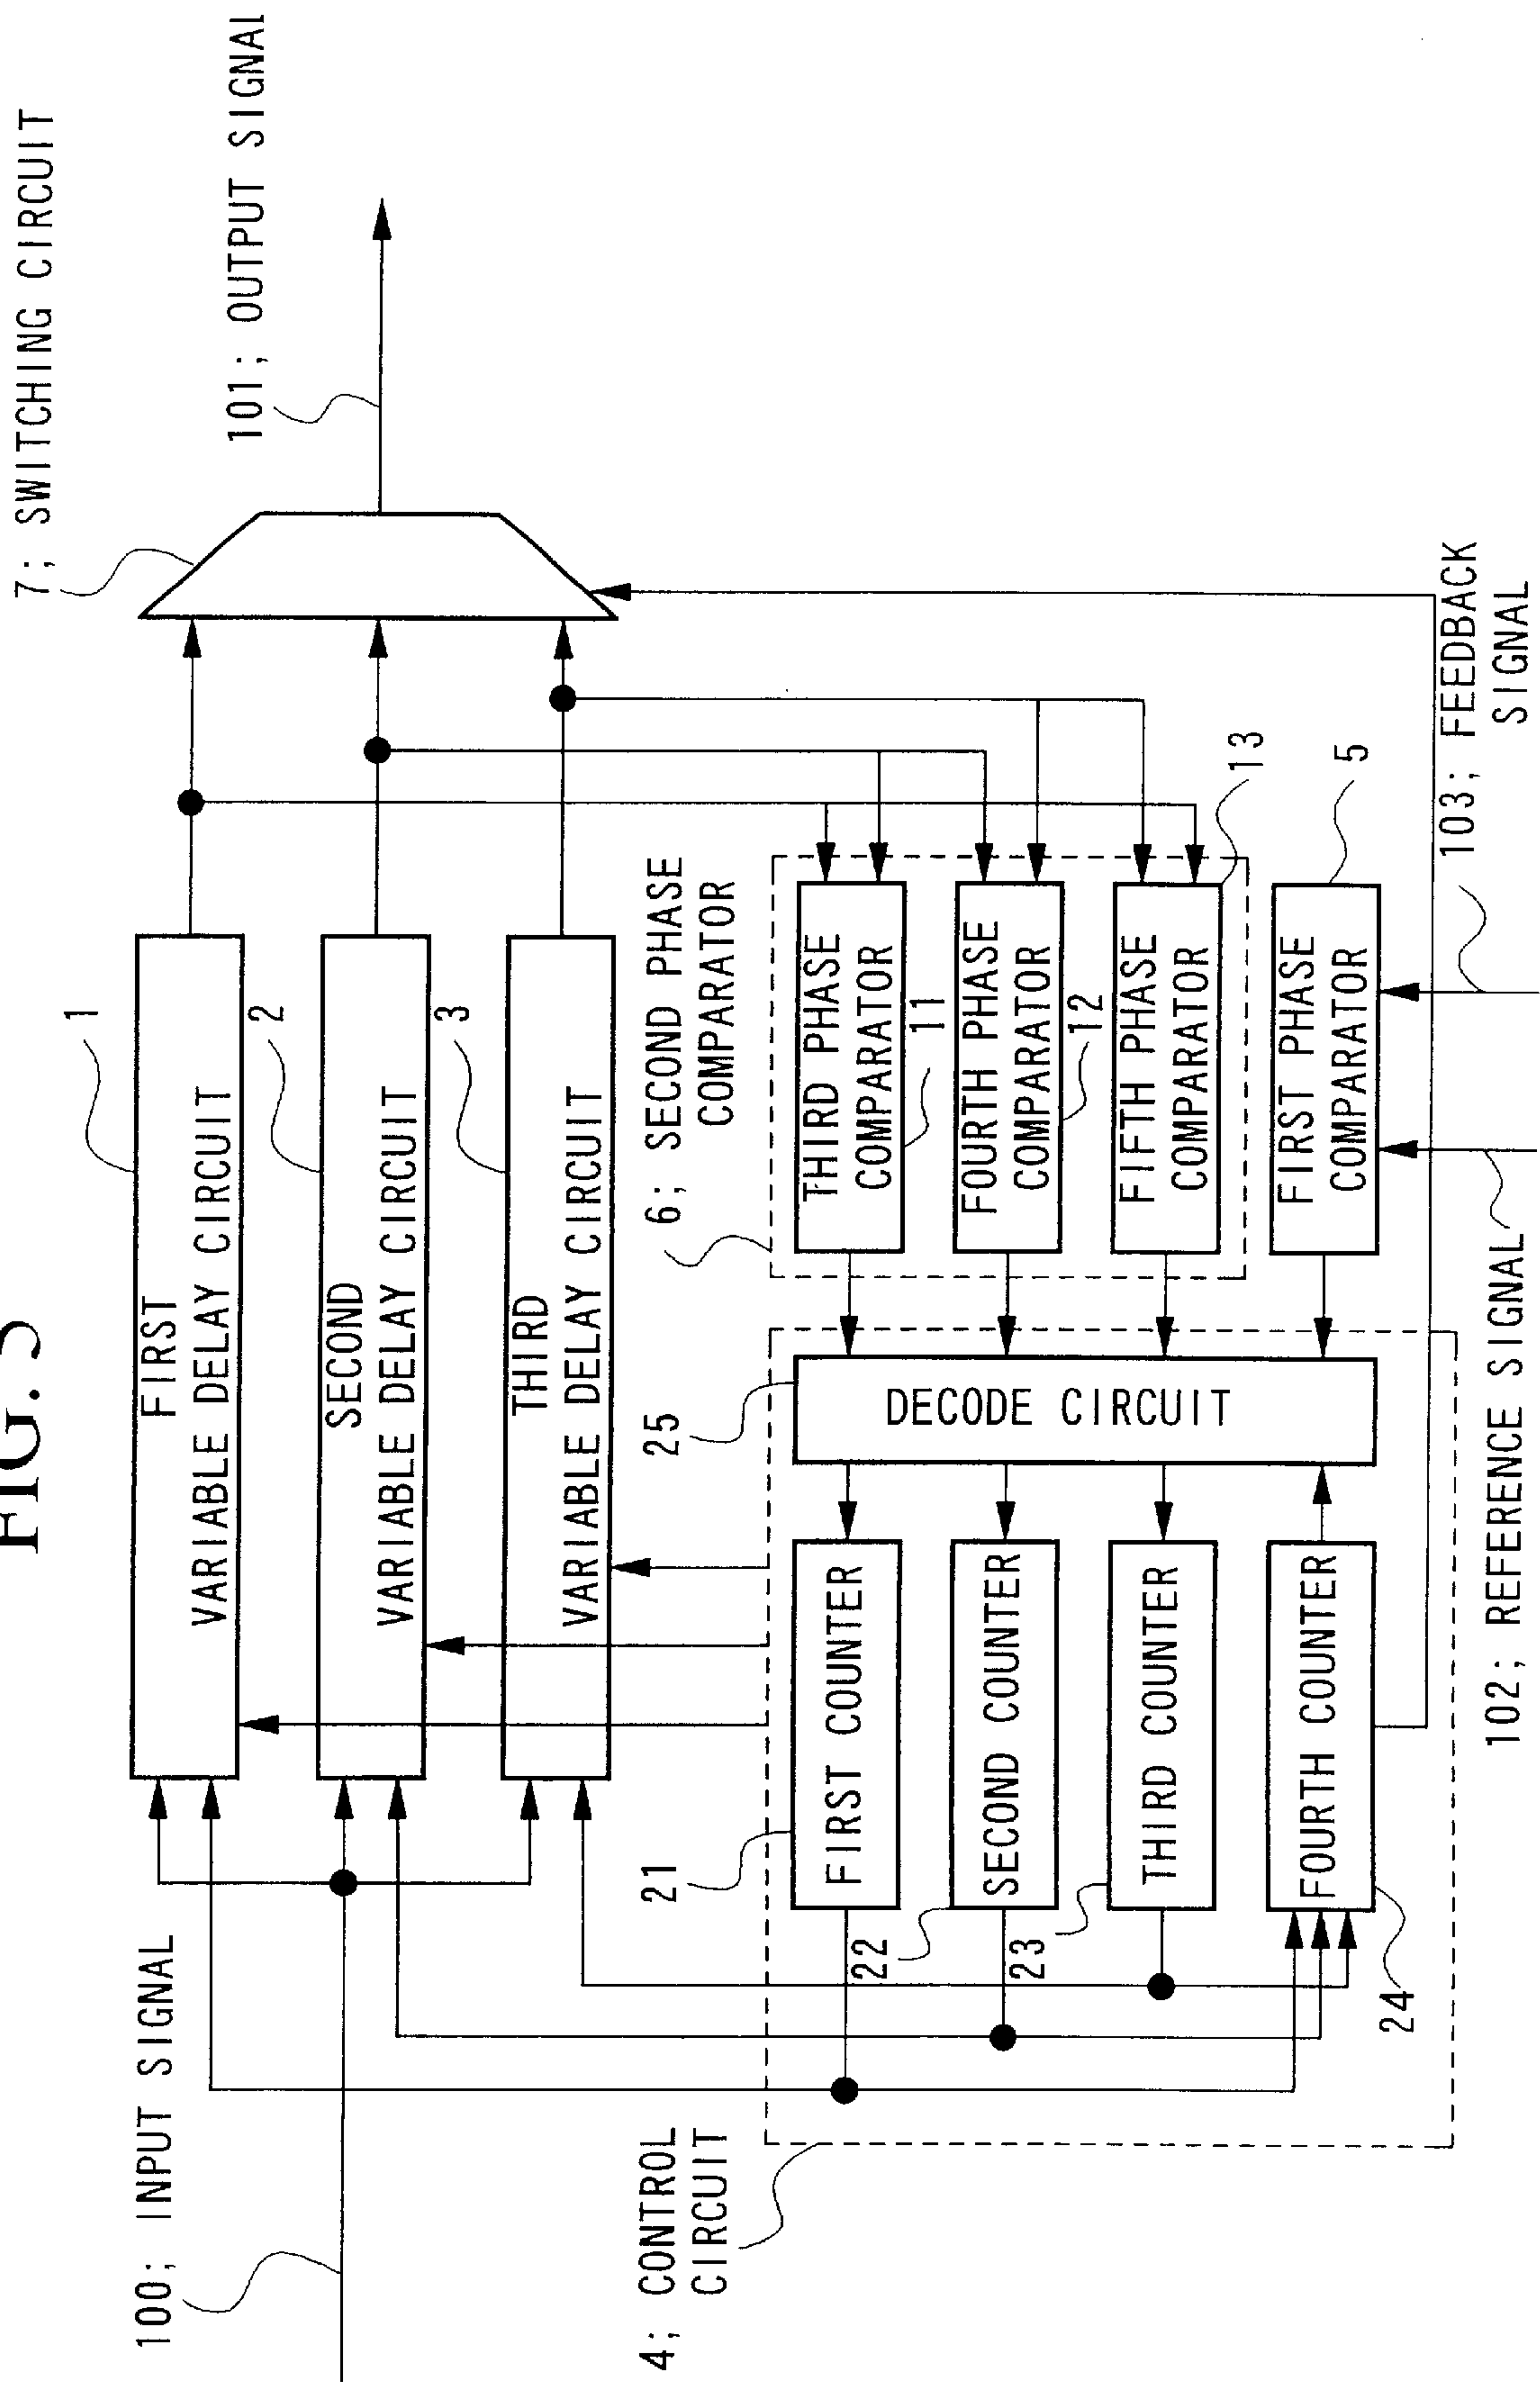 FIG. 5
7; SWITCHING CIRCUIT
100; INPUT SIGNAL
101; OUTPUT SIGNAL
1
FIRST
VARIABLE DELAY CIRCUIT
2
SECOND
VARIABLE DELAY CIRCUIT
3
THIRD
VARIABLE DELAY CIRCUIT
4; CONTROL
CIRCUIT
21
25
6; SECOND PHASE
COMPARATOR
FIRST COUNTER
DECODE CIRCUIT
THIRD PHASE
COMPARATOR
22
11
SECOND COUNTER
FOURTH PHASE
COMPARATOR
23
12
THIRD COUNTER
FIFTH PHASE
COMPARATOR
13
FOURTH COUNTER
FIRST PHASE
COMPARATOR
5
24
102; REFERENCE SIGNAL
103; FEEDBACK
SIGNAL